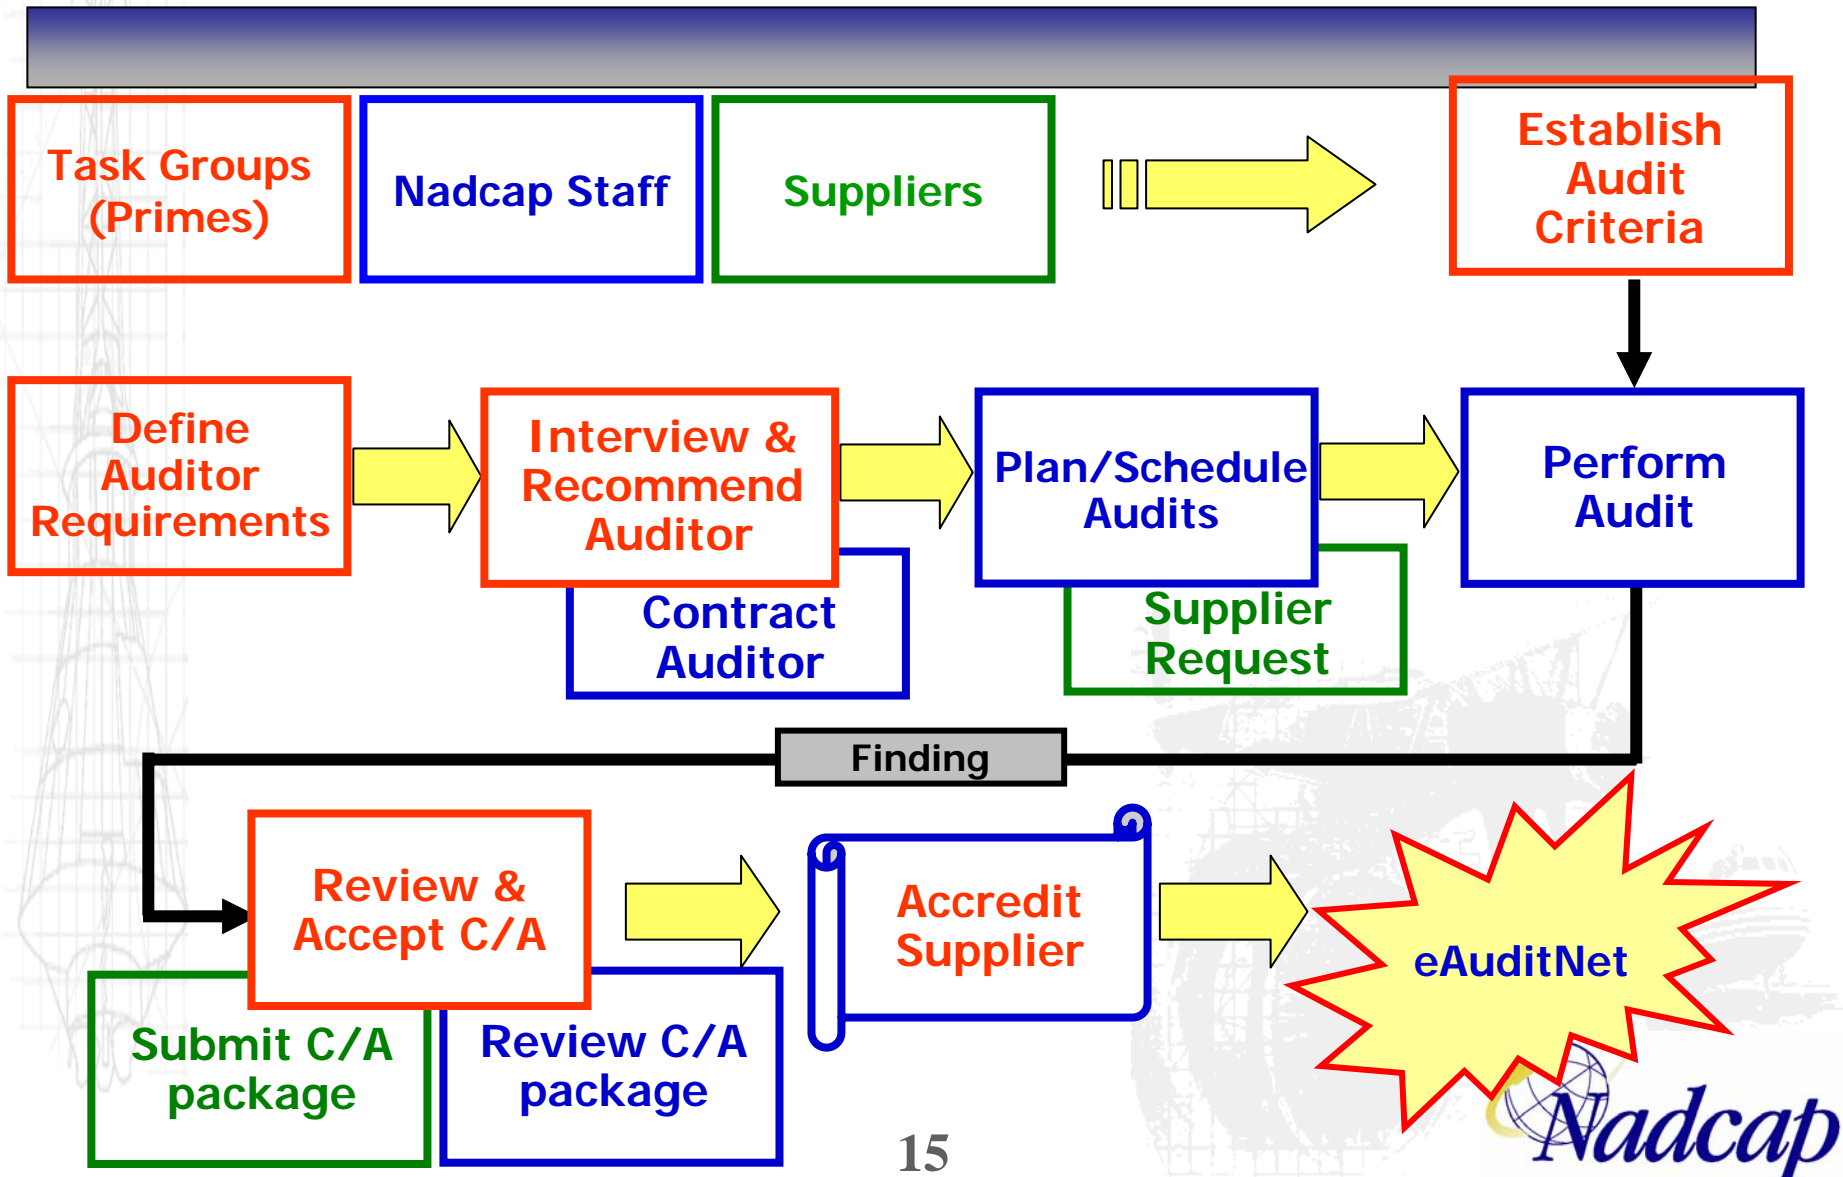 Task Groups
(Primes)
Nadcap Staff
Suppliers
Establish
Audit
Criteria
Define
Auditor
Requirements
Interview &
Recommend
Auditor
Contract
Auditor
Plan/Schedule
Audits
Supplier
Request
Perform
Audit
Finding
Review &
Accept C/A
Submit C/A
package
Review C/A
package
Accredit
Supplier
eAuditNet
15
Nadcap